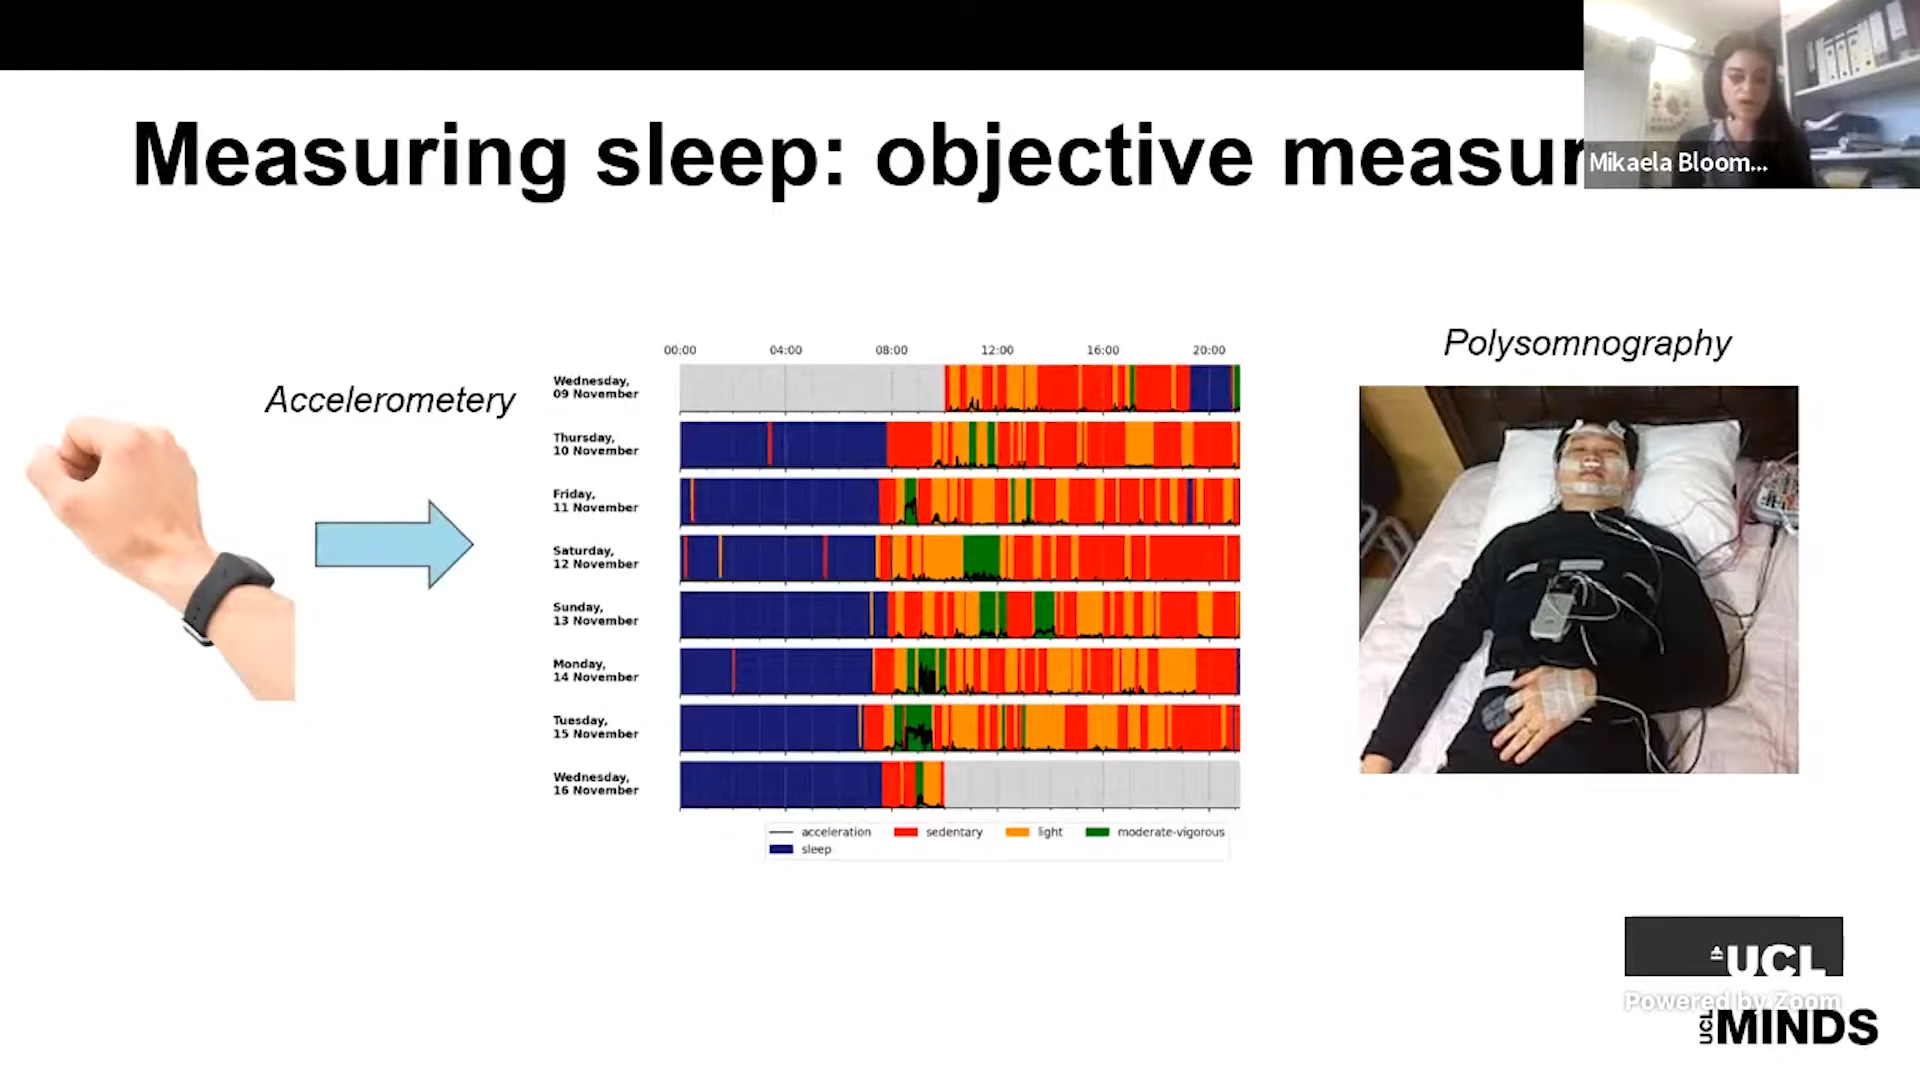 Measuring sleep: objective measur
Mikaela Bloom...
Accelerometery
Polysomnography
00:00 04:00 08:00 12:00 16:00 20:00
Wednesday,
09 November
Thursday,
10 November
Friday,
11 November
Saturday,
12 November
Sunday,
13 November
Monday,
14 November
Tuesday,
15 November
Wednesday,
16 November
acceleration sedentary light moderate-vigorous
sleep
UCL
Powered by Zoom
UCL MINDS